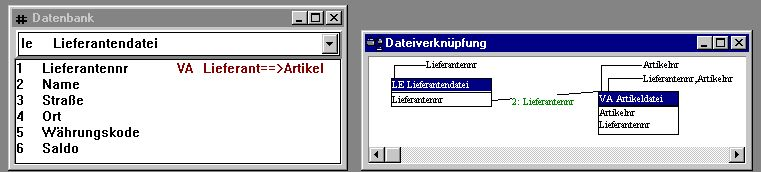 Datenbank
le Lieferantendatei
1 Lieferantennr VA Lieferant==>Artikel
2 Name
3 Straße
4 Ort
5 Währungskode
6 Saldo
Dateiverknüpfung
Lieferantennr
LE Lieferantendatei
Lieferantennr
2: Lieferantennr
Artikelnr
Lieferantennr,Artikelnr
VA Artikeldatei
Artikelnr
Lieferantennr